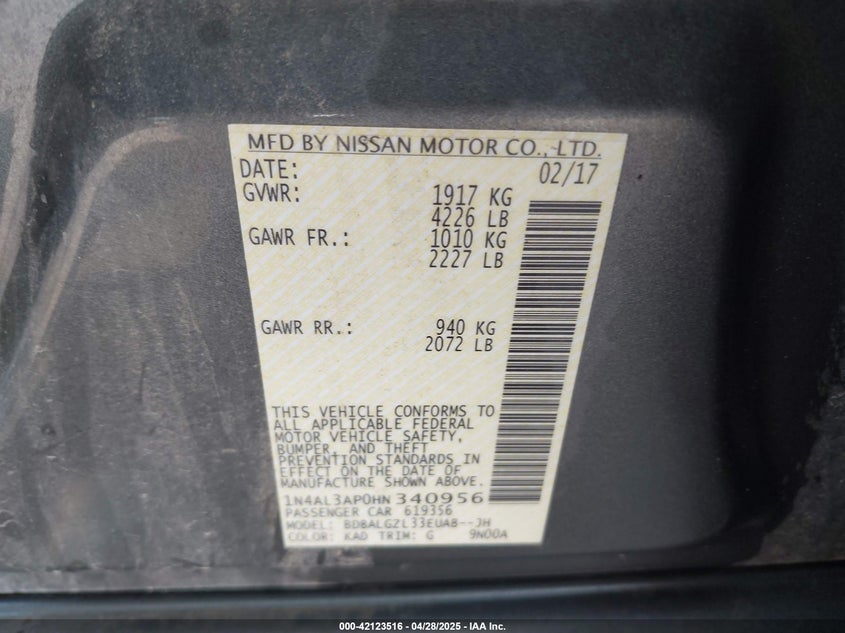 MFD BY NISSAN MOTOR CO.,-LTD.
DATE: 02/17
GVWR: 1917 KG
4226 LB
GAWR FR.: 1010 KG
2227 LB
GAWR RR.: 940 KG
2072 LB
THIS VEHICLE CONFORMS TO
ALL APPLICABLE FEDERAL
MOTOR VEHICLE SAFETY,
BUMPER, AND THEFT
PREVENTION STANDARDS IN
EFFECT ON THE DATE OF
MANUFACTURE SHOWN ABOVE.
1N4AL3AP0HN 340956
PASSENGER CAR 619356
MODEL: BDBALGZL33EUAB--JH
COLOR: KAD TRIM: G 9N00A
000-42123516 - 04/28/2025 - IAA Inc.